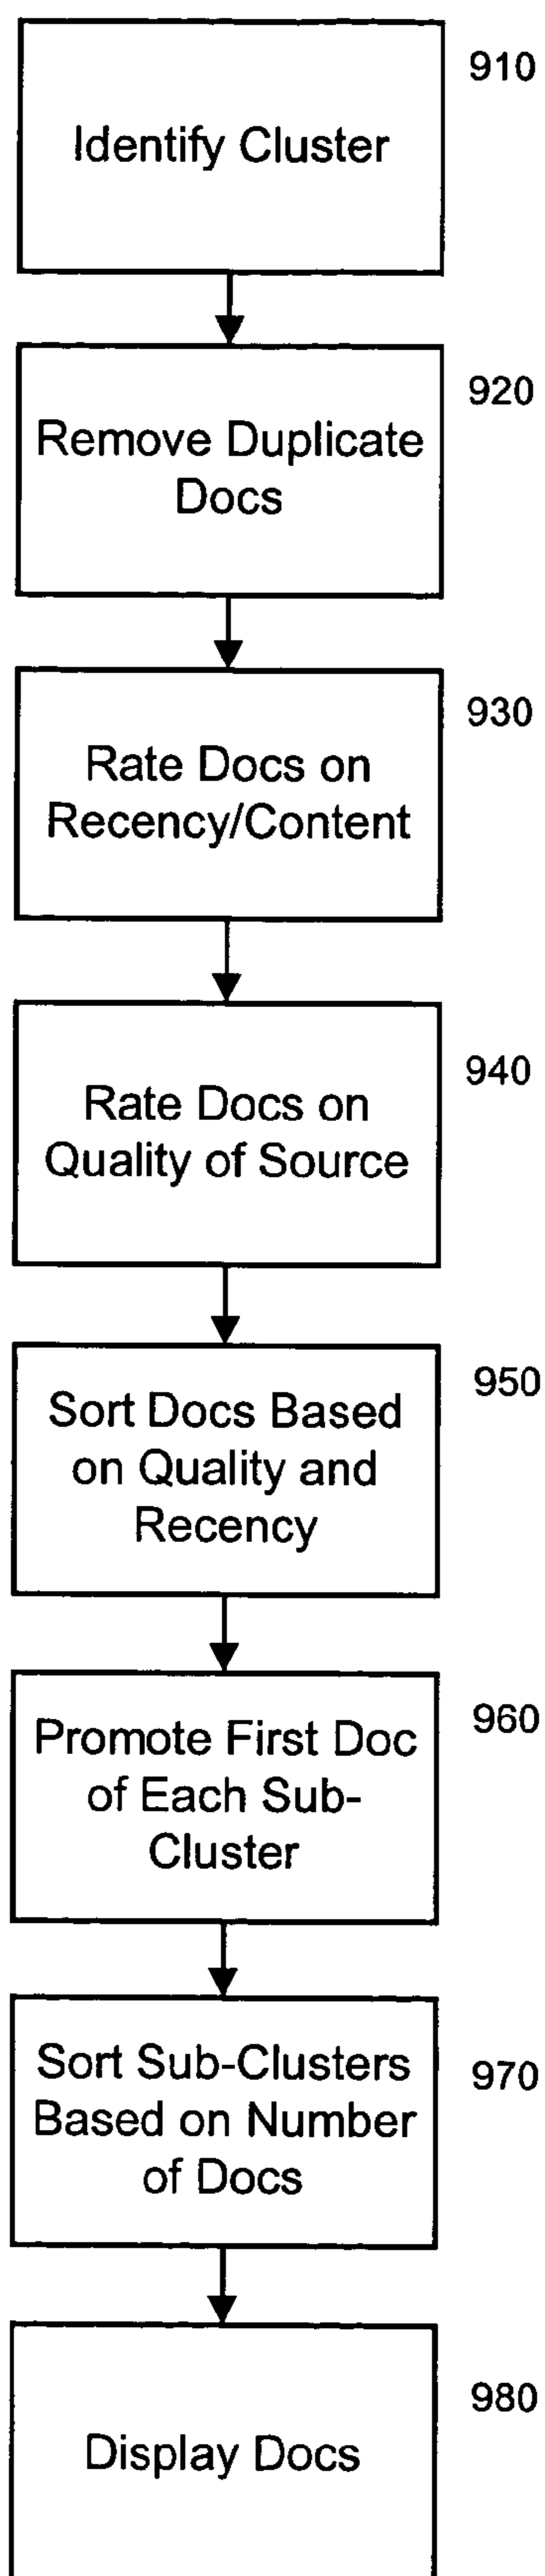 910
Identify Cluster
920
Remove Duplicate
Docs
930
Rate Docs on
Recency/Content
940
Rate Docs on
Quality of Source
950
Sort Docs Based
on Quality and
Recency
960
Promote First Doc
of Each Sub-
Cluster
970
Sort Sub-Clusters
Based on Number
of Docs
980
Display Docs